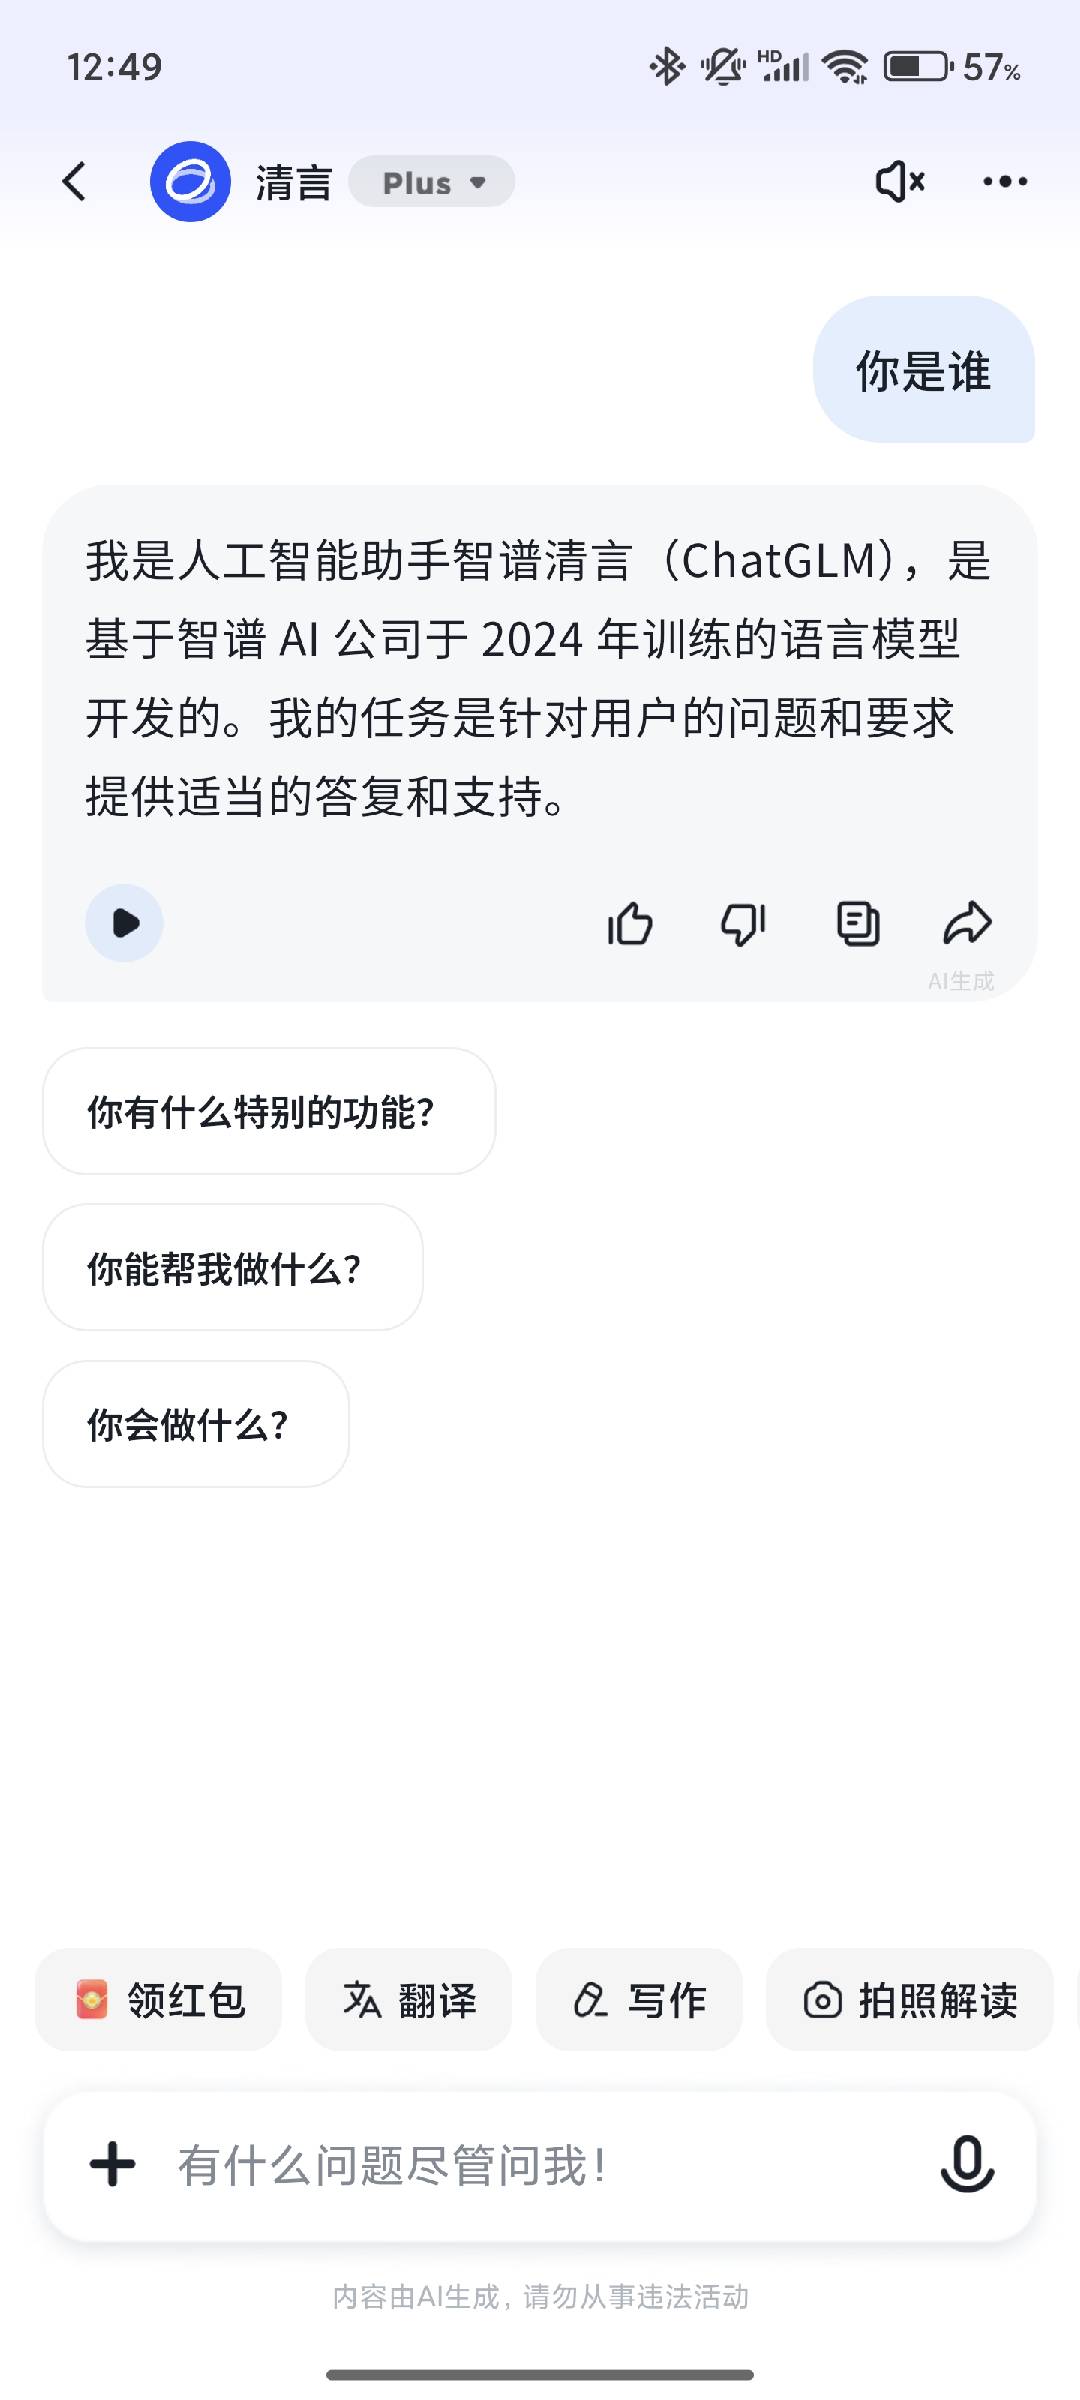 12:49
HD
57%
清言
Plus
你是谁
我是人工智能助手智谱清言（ChatGLM），是
基于智谱 AI 公司于 2024 年训练的语言模型
开发的。我的任务是针对用户的问题和要求
提供适当的答复和支持。
AI生成
你有什么特别的功能？
你能帮我做什么？
你会做什么？
领红包
翻译
写作
拍照解读
有什么问题尽管问我！
内容由AI生成，请勿从事违法活动